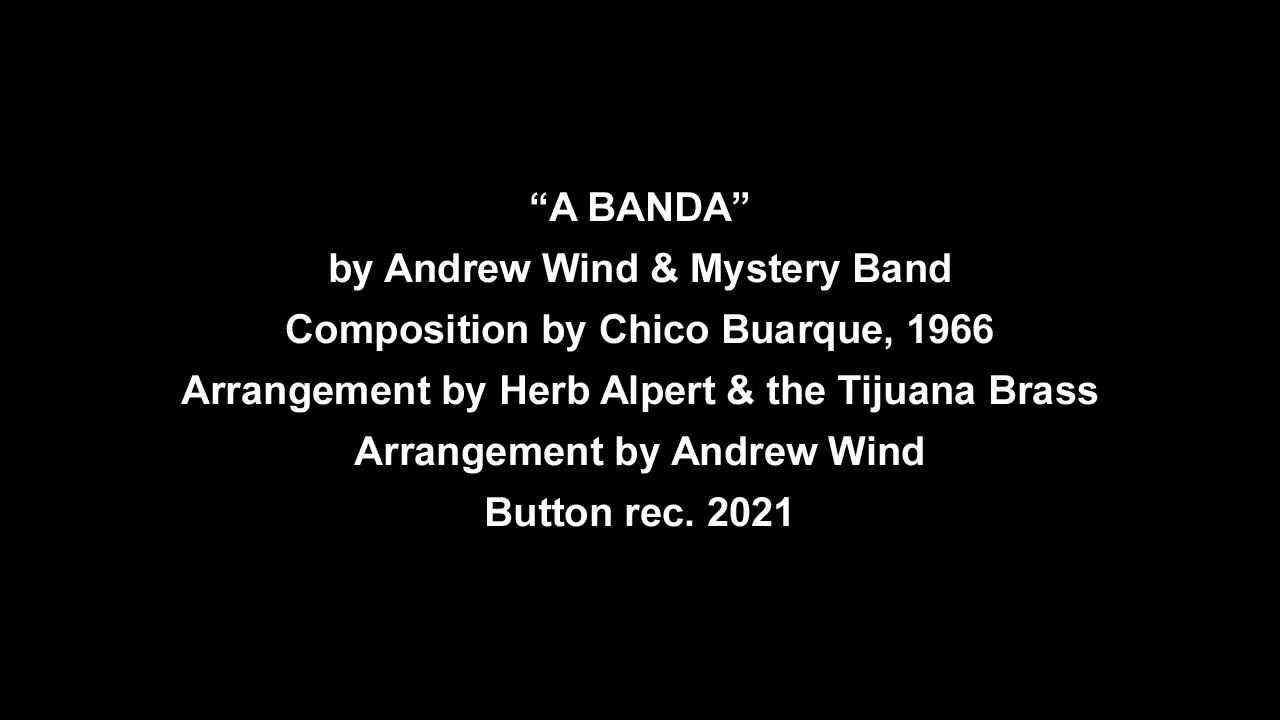 “A BANDA”
by Andrew Wind & Mystery Band
Composition by Chico Buarque, 1966
Arrangement by Herb Alpert & the Tijuana Brass
Arrangement by Andrew Wind
Button rec. 2021